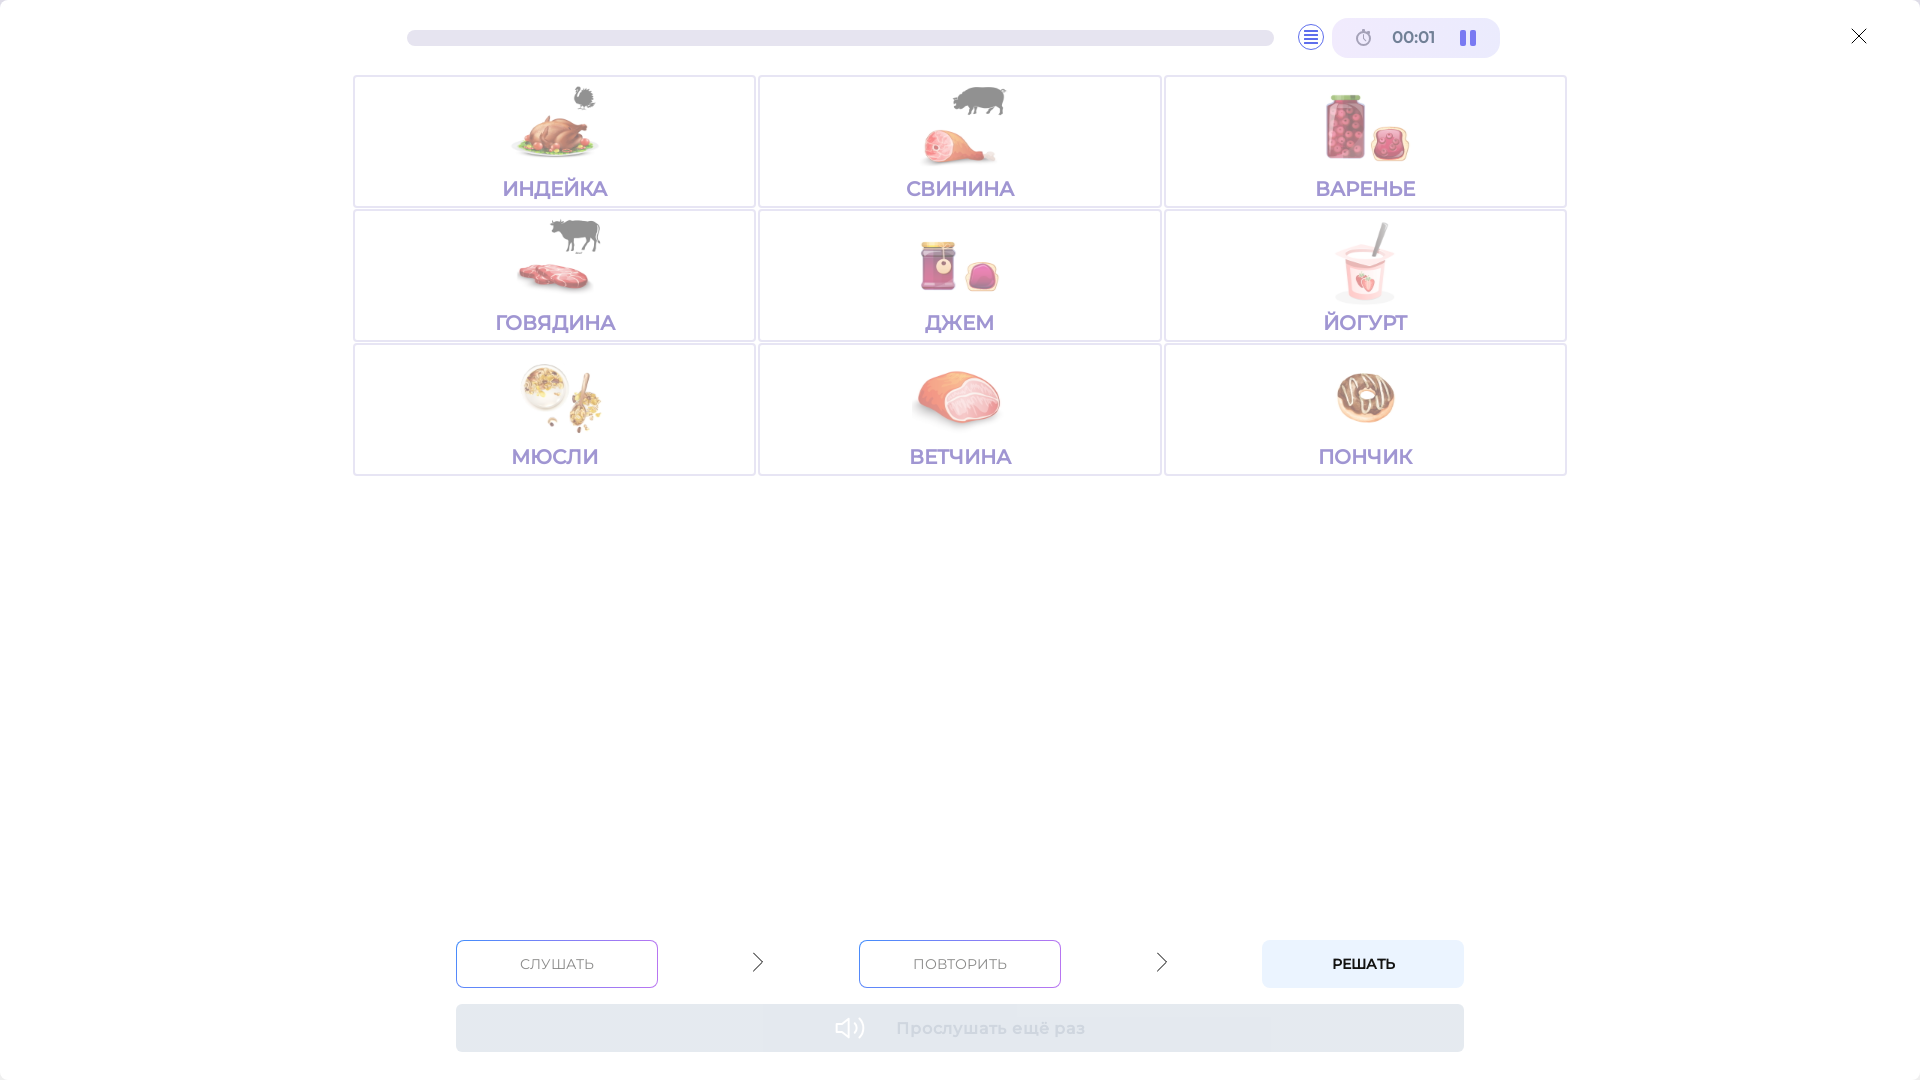 00:01
ИНДЕЙКА
СВИНИНА
ВАРЕНЬЕ
ГОВЯДИНА
ДЖЕМ
ЙОГУРТ
МЮСЛИ
ВЕТЧИНА
ПОНЧИК
СЛУШАТЬ
ПОВТОРИТЬ
РЕШАТЬ
Прослушать ещё раз